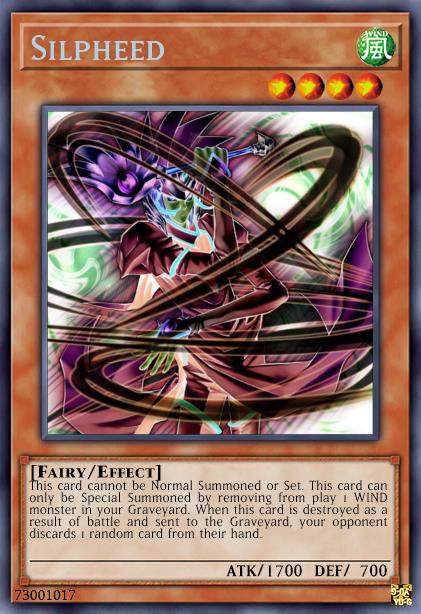 Silpheed
WIND
風
[Fairy/Effect]
This card cannot be Normal Summoned or Set. This card can
only be Special Summoned by removing from play 1 WIND
monster in your Graveyard. When this card is destroyed as a
result of battle and sent to the Graveyard, your opponent
discards 1 random card from their hand.
ATK/1700 DEF/ 700
73001017